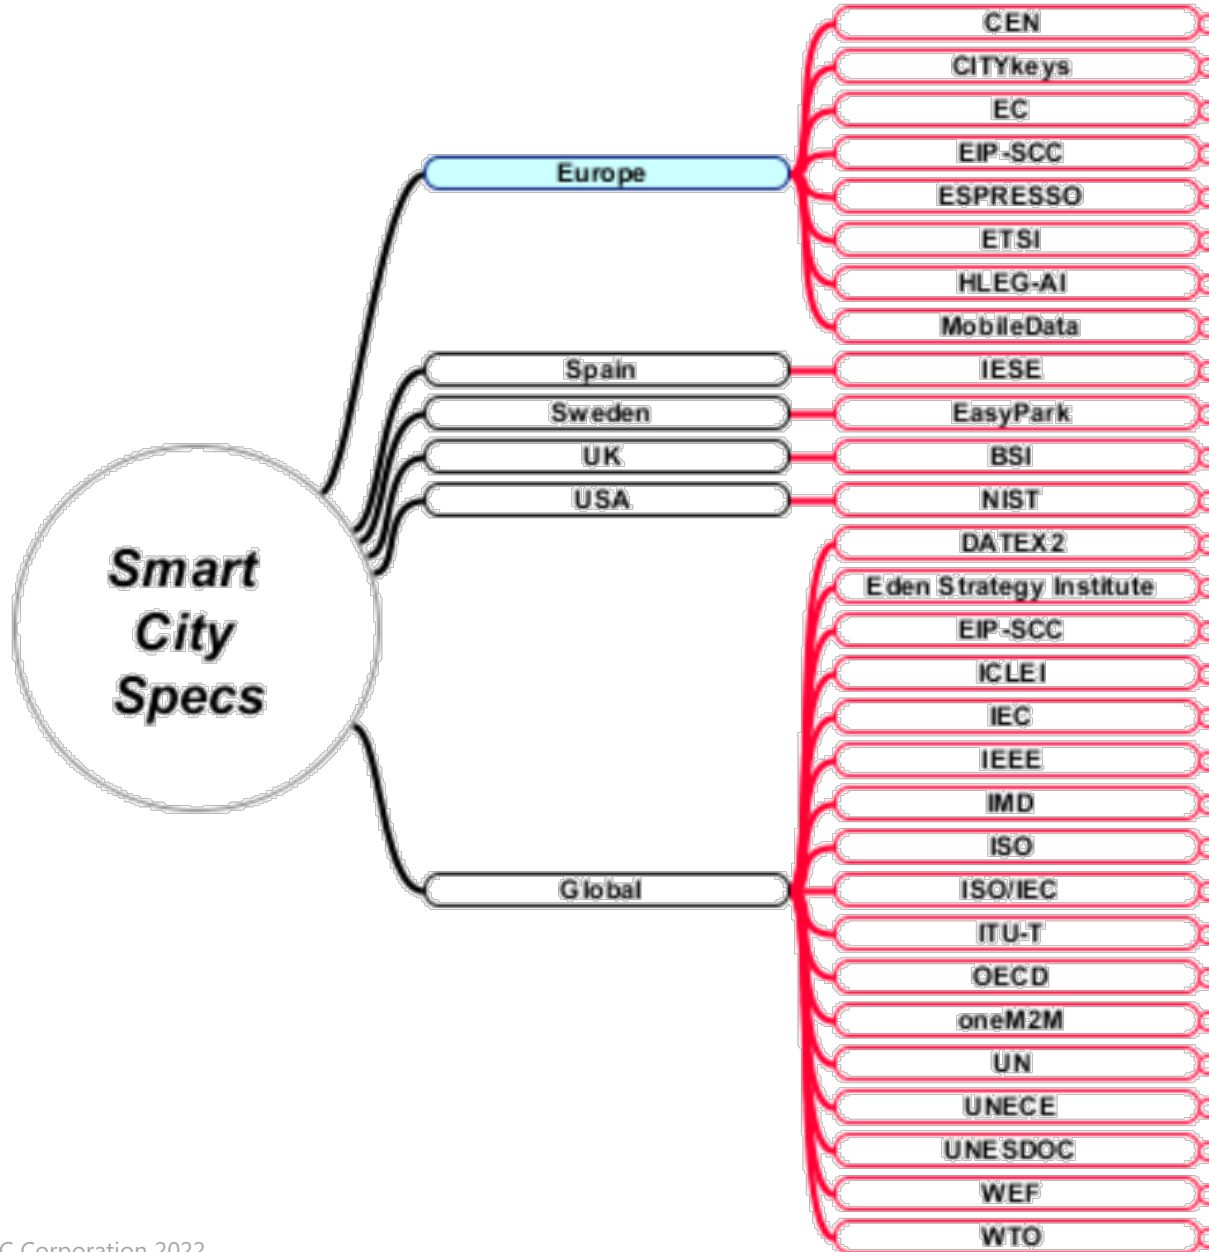 CEN
CITYkeys
EC
EIP-SCC
Europe
ESPRESSO
ETSI
HLEG-AI
MobileData
Spain
IESE
Sweden
EasyPark
UK
BSI
USA
NIST
Smart
City
Specs
DATEX2
Eden Strategy Institute
EIP-SCC
ICLEI
IEC
IEEE
IMD
ISO
Global
ISO/IEC
ITU-T
OECD
oneM2M
UN
UNECE
UNESDOC
WEF
WTO
C Corporation 2022